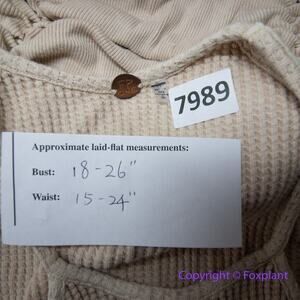 7989
Approximate laid-flat measurements:
Bust: 18-26"
Waist: 15-24"
Copyright © Foxplant